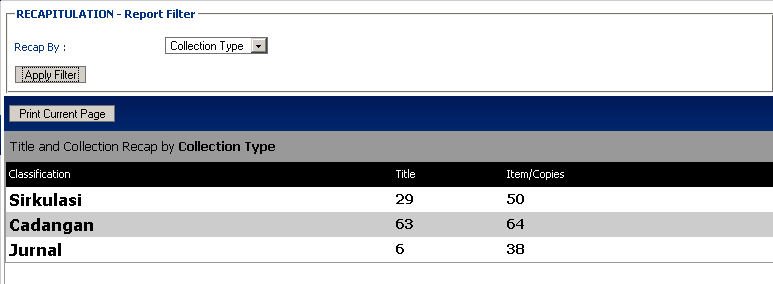 RECAPITULATION - Report Filter
Recap By : Collection Type
Apply Filter
Print Current Page
Title and Collection Recap by Collection Type
Classification Title Item/Copies
Sirkulasi 29 50
Cadangan 63 64
Jurnal 6 38